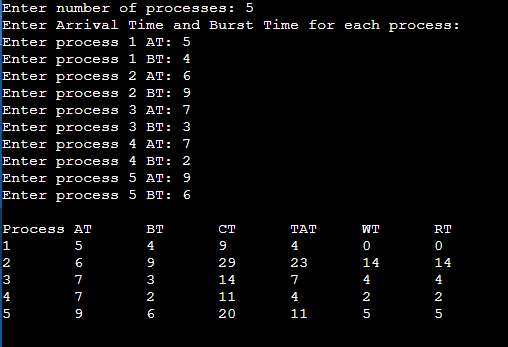 Enter number of processes: 5
Enter Arrival Time and Burst Time for each process:
Enter process 1 AT: 5
Enter process 1 BT: 4
Enter process 2 AT: 6
Enter process 2 BT: 9
Enter process 3 AT: 7
Enter process 3 BT: 3
Enter process 4 AT: 7
Enter process 4 BT: 2
Enter process 5 AT: 9
Enter process 5 BT: 6
Process AT BT CT TAT WT RT
1 5 4 9 4 0 0
2 6 9 29 23 14 14
3 7 3 14 7 4 4
4 7 2 11 4 2 2
5 9 6 20 11 5 5